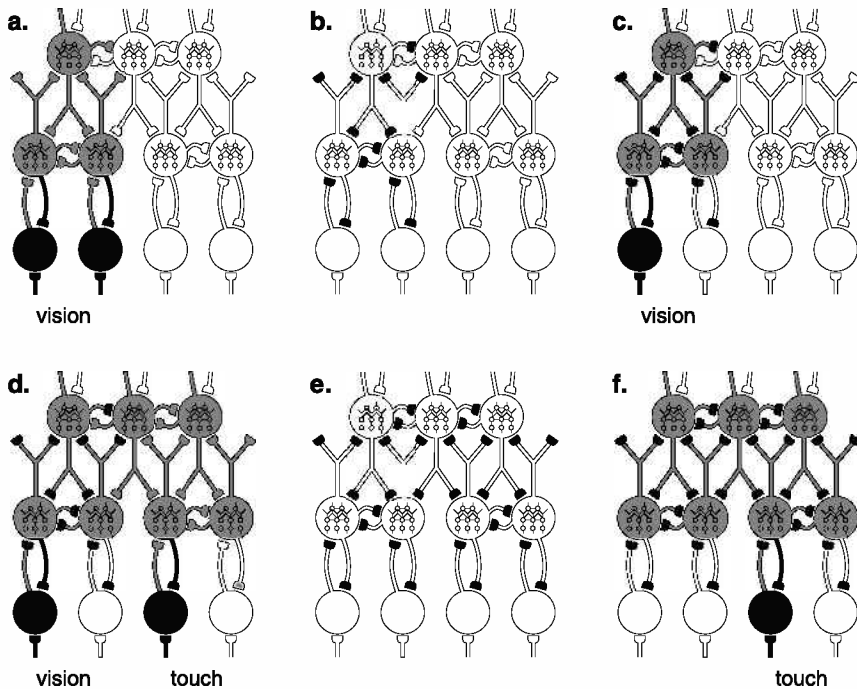 a.
b.
c.
vision
vision
d.
e.
f.
vision
touch
touch